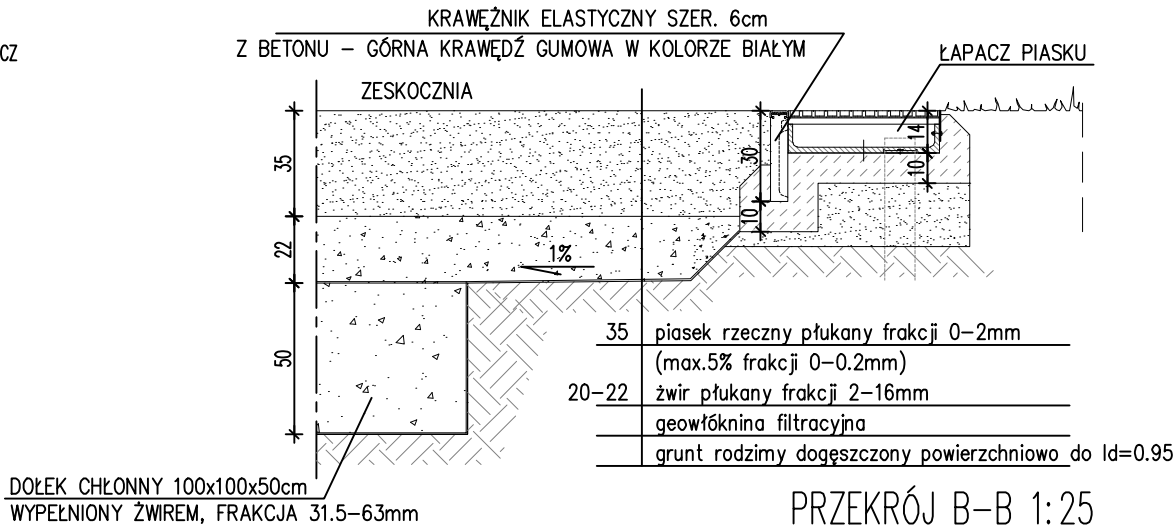 KRAWĘŻNIK ELASTYCZNY SZER. 6cm
CZ
Z BETONU – GÓRNA KRAWĘDŹ GUMOWA W KOLORZE BIAŁYM
ŁAPACZ PIASKU
ZESKOCZNIA
35
30
14
10
10
22
1%
50
35 piasek rzeczny płukany frakcji 0–2mm
(max.5% frakcji 0–0.2mm)
20–22 żwir płukany frakcji 2–16mm
geowłóknina filtracyjna
grunt rodzimy dogęszczony powierzchniowo do Id=0.95
DOŁEK CHŁONNY 100x100x50cm
WYPEŁNIONY ŻWIREM, FRAKCJA 31.5–63mm
PRZEKRÓJ B–B 1:25